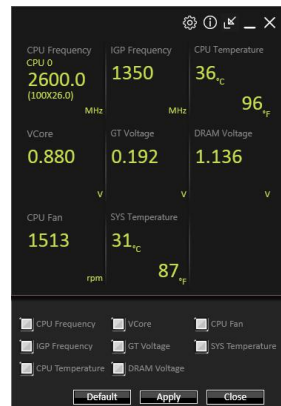 CPU Frequency IGP Frequency CPU Temperature
CPU 0
2600.0 1350 36 °C
(100X26.0)
MHz MHz 96 °F
VCore GT Voltage DRAM Voltage
0.880 0.192 1.136
V V V
CPU Fan SYS Temperature
1513 31 °C
rpm 87 °F
CPU Frequency VCore CPU Fan
IGP Frequency GT Voltage SYS Temperature
CPU Temperature DRAM Voltage
Default Apply Close